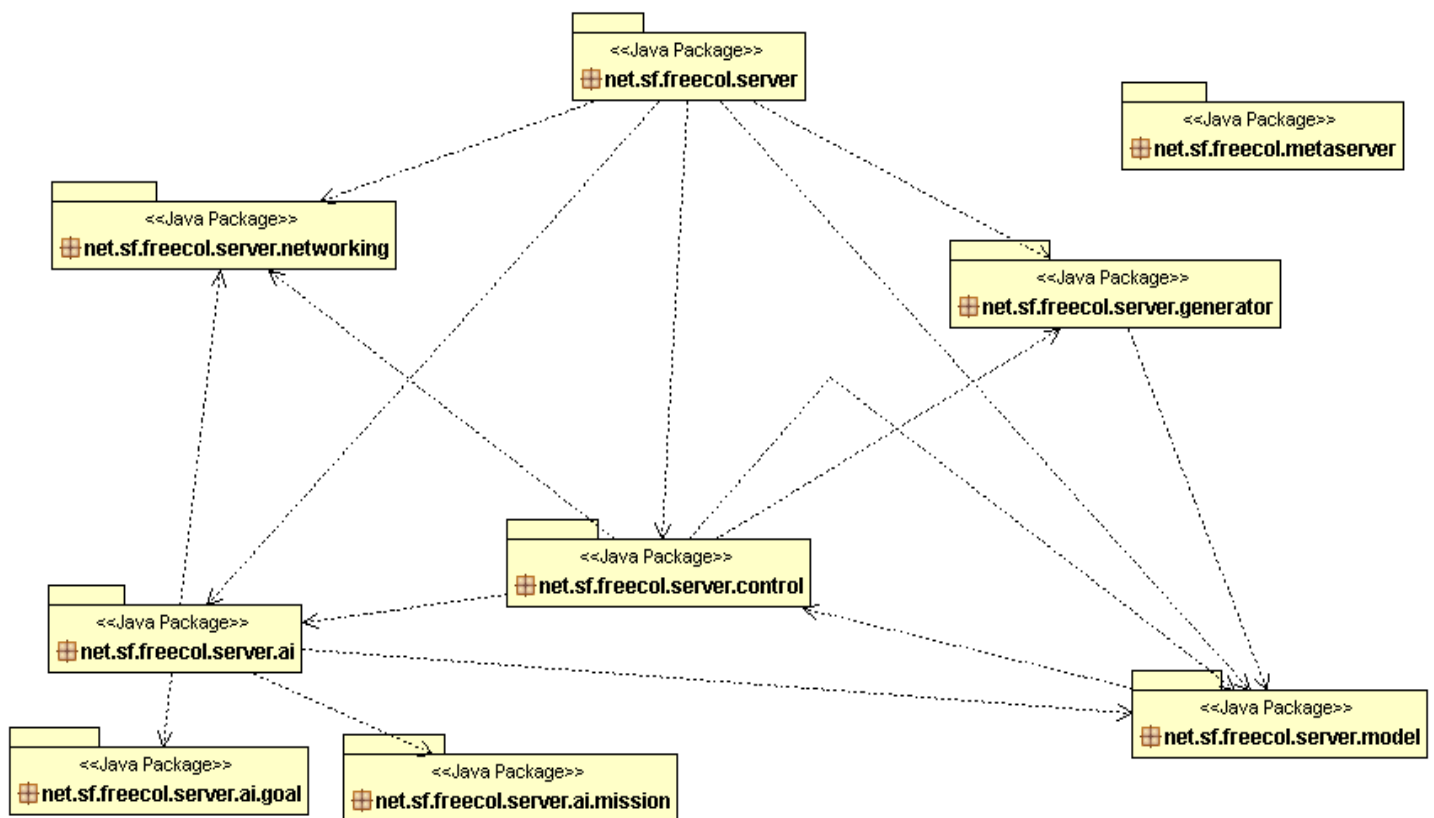 <<Java Package>>
net.sf.freecol.server
<<Java Package>>
net.sf.freecol.metaserver
<<Java Package>>
net.sf.freecol.server.networking
<<Java Package>>
net.sf.freecol.server.generator
<<Java Package>>
net.sf.freecol.server.control
<<Java Package>>
net.sf.freecol.server.ai
<<Java Package>>
net.sf.freecol.server.model
<<Java Package>>
net.sf.freecol.server.ai.goal
<<Java Package>>
net.sf.freecol.server.ai.mission